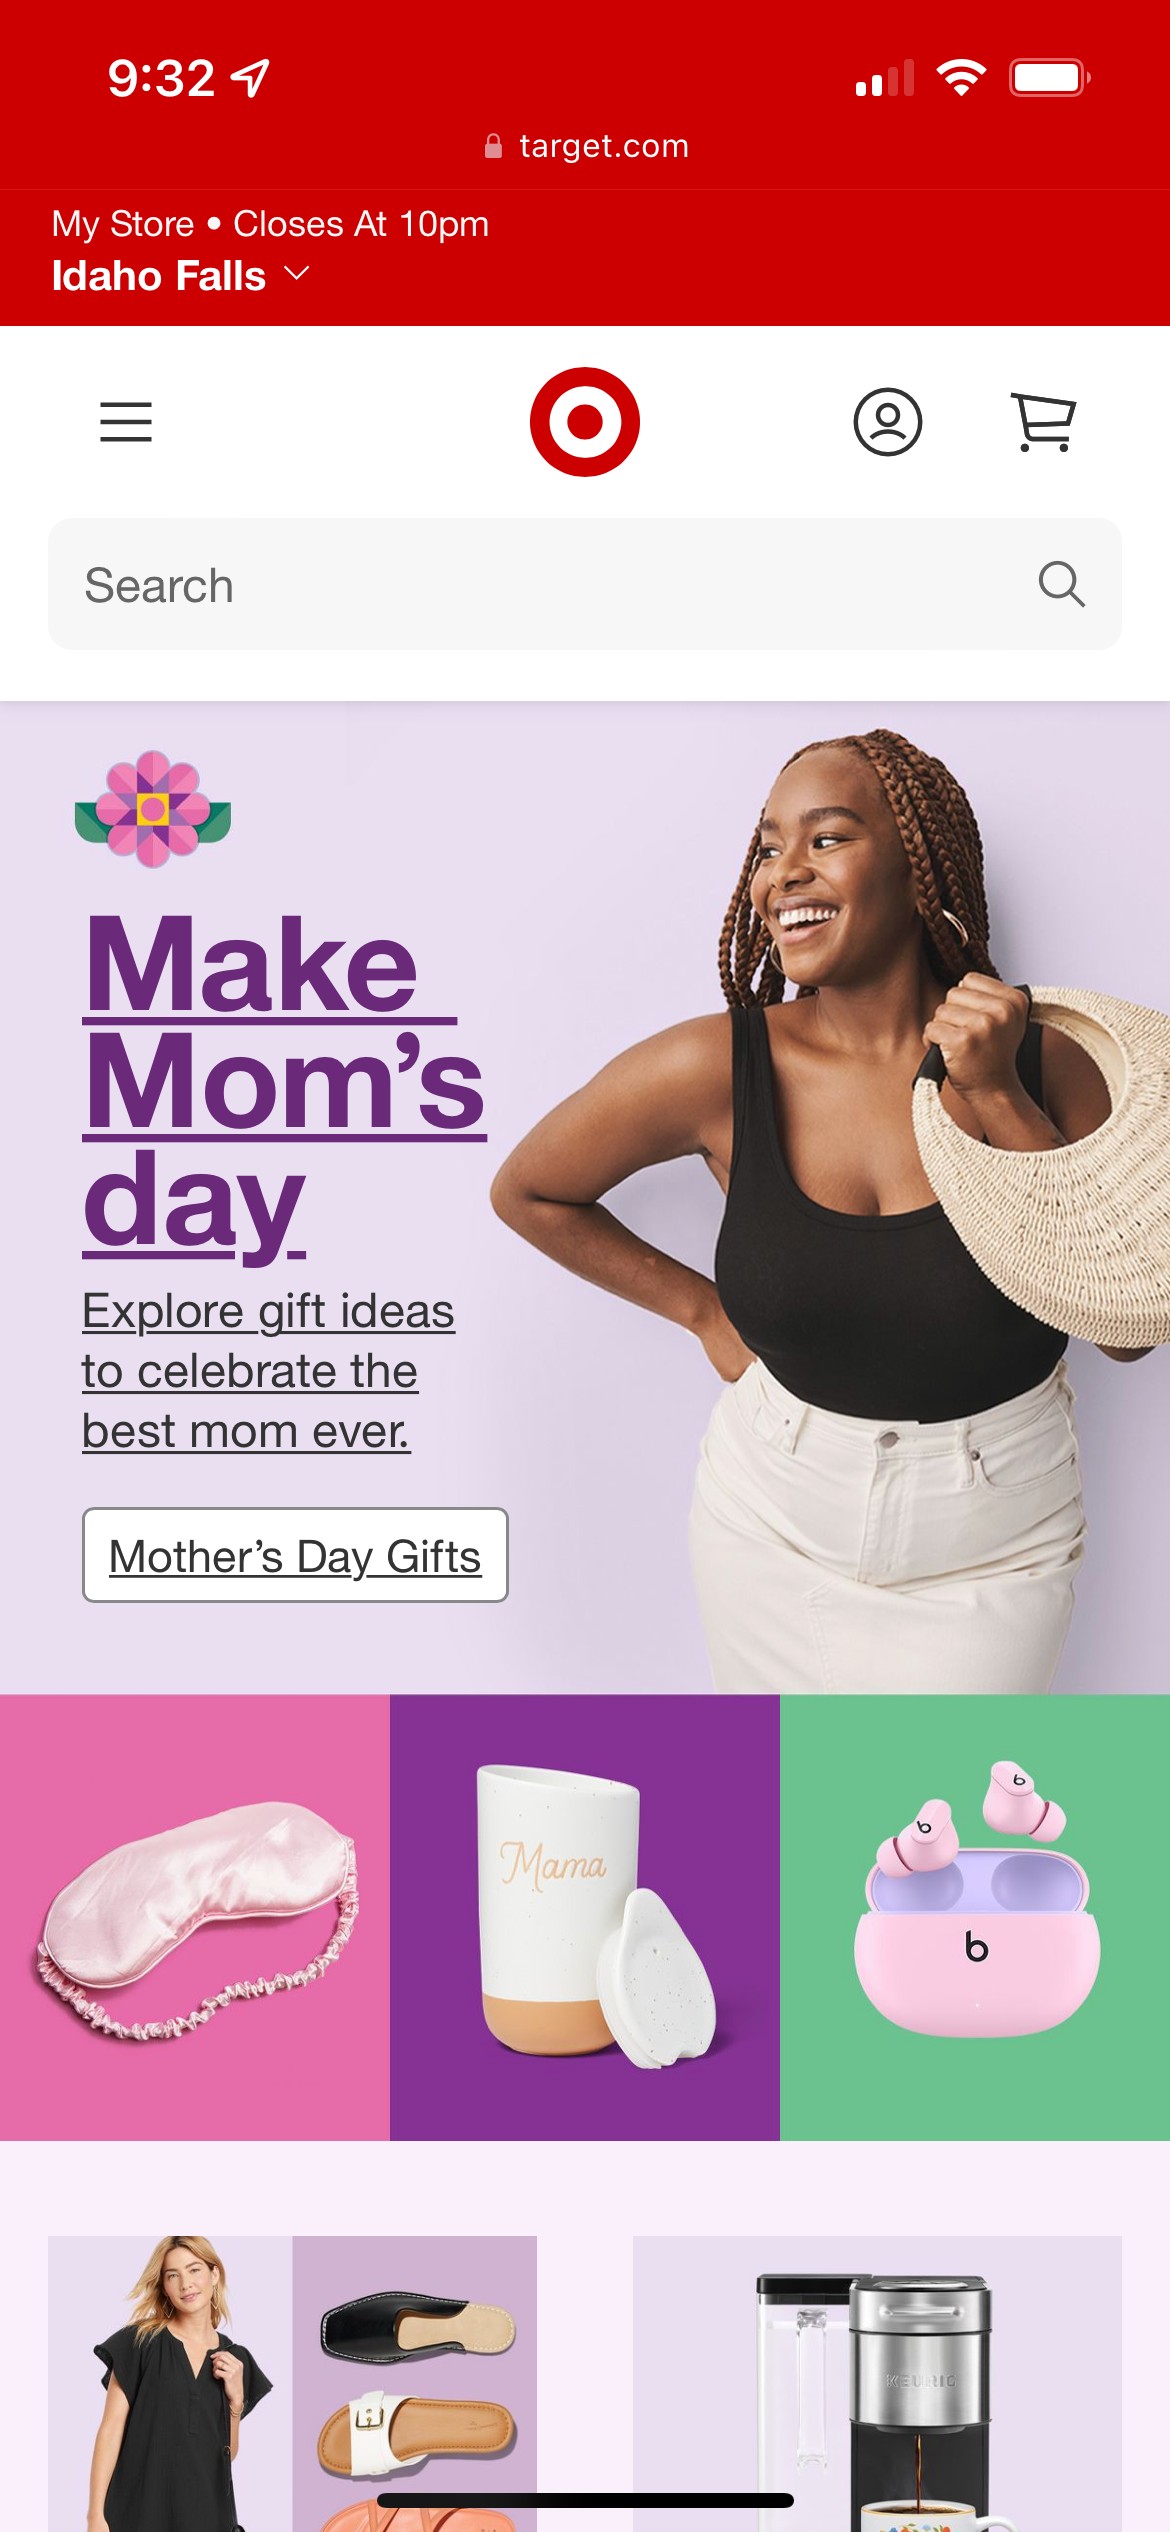 9:32
target.com
My Store • Closes At 10pm
Idaho Falls
Search
Make
Mom’s
day
Explore gift ideas
to celebrate the
best mom ever.
Mother’s Day Gifts
Mama
b
b
b
KEURIG